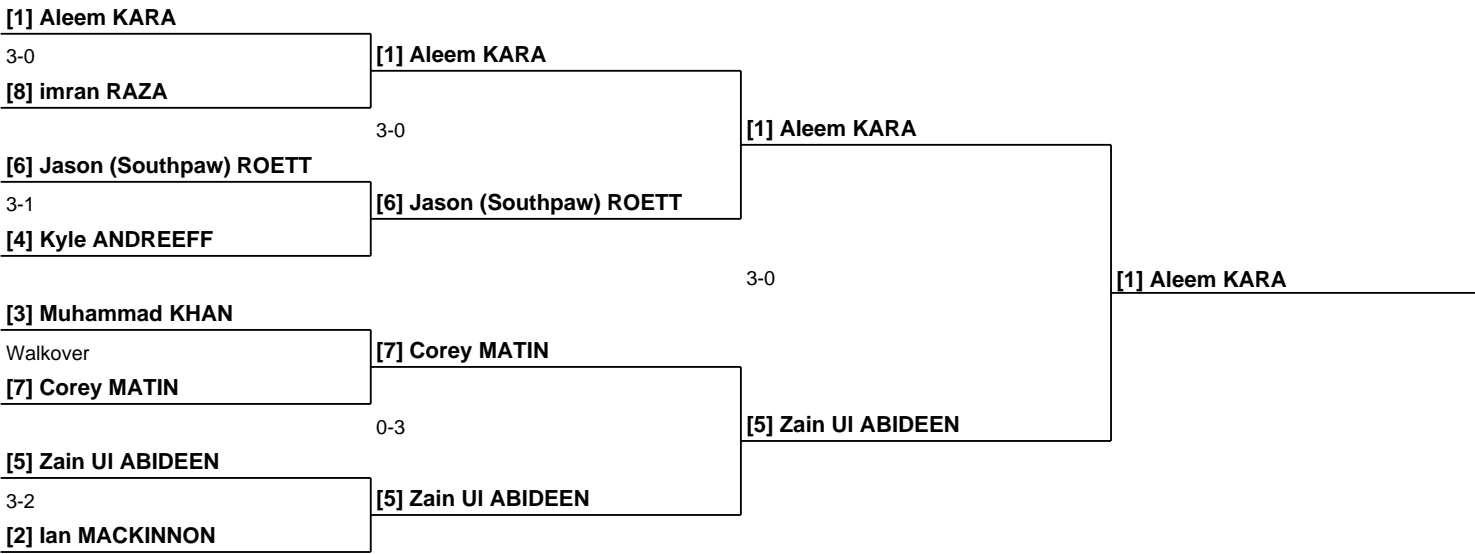 [1] Aleem KARA
3-0
[1] Aleem KARA
[8] imran RAZA
3-0
[1] Aleem KARA
[6] Jason (Southpaw) ROETT
3-1
[6] Jason (Southpaw) ROETT
[4] Kyle ANDREEFF
3-0
[1] Aleem KARA
[3] Muhammad KHAN
Walkover
[7] Corey MATIN
[7] Corey MATIN
0-3
[5] Zain Ul ABIDEEN
[5] Zain Ul ABIDEEN
3-2
[5] Zain Ul ABIDEEN
[2] Ian MACKINNON